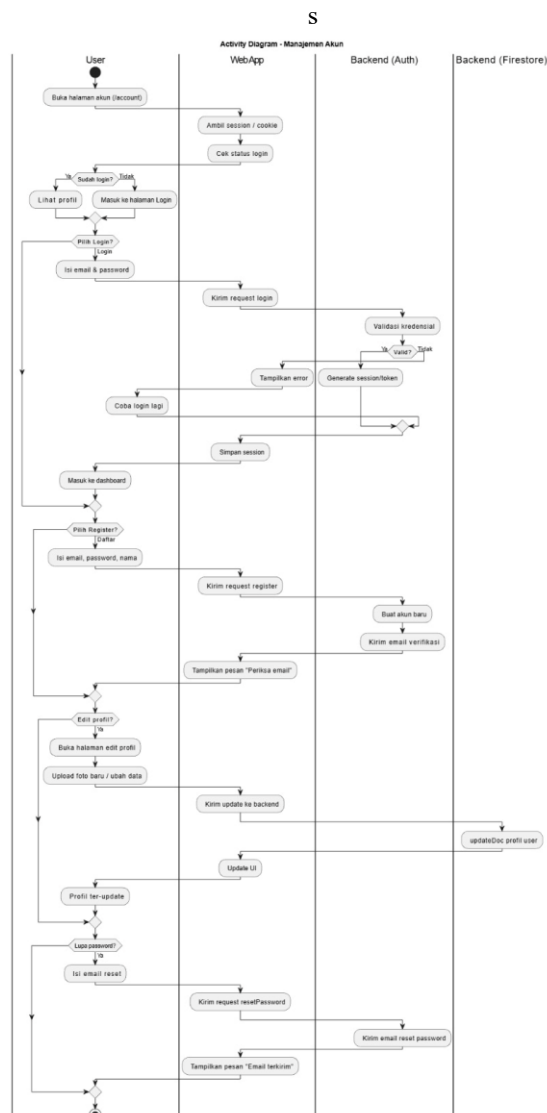 s
Activity Diagram - Manajemen Akun
User
WebApp
Backend (Auth)
Backend (Firestore)
Buka halaman akun (/account)
Ambil session / cookie
Cek status login
Ya
Sudah login?
Tidak
Lihat profil
Masuk ke halaman Login
Pilih Login?
Login
Isi email & password
Kirim request login
Validasi kredensial
Ya
Valid?
Tidak
Tampilkan error
Generate session/token
Coba login lagi
Simpan session
Masuk ke dashboard
Pilih Register?
Daftar
Isi email, password, nama
Kirim request register
Buat akun baru
Kirim email verifikasi
Tampilkan pesan "Periksa email"
Edit profil?
Ya
Buka halaman edit profil
Upload foto baru / ubah data
Kirim update ke backend
updateDoc profil user
Update UI
Profil ter-update
Lupa password?
Ya
Isi email reset
Kirim request resetPassword
Kirim email reset password
Tampilkan pesan "Email terkirim"